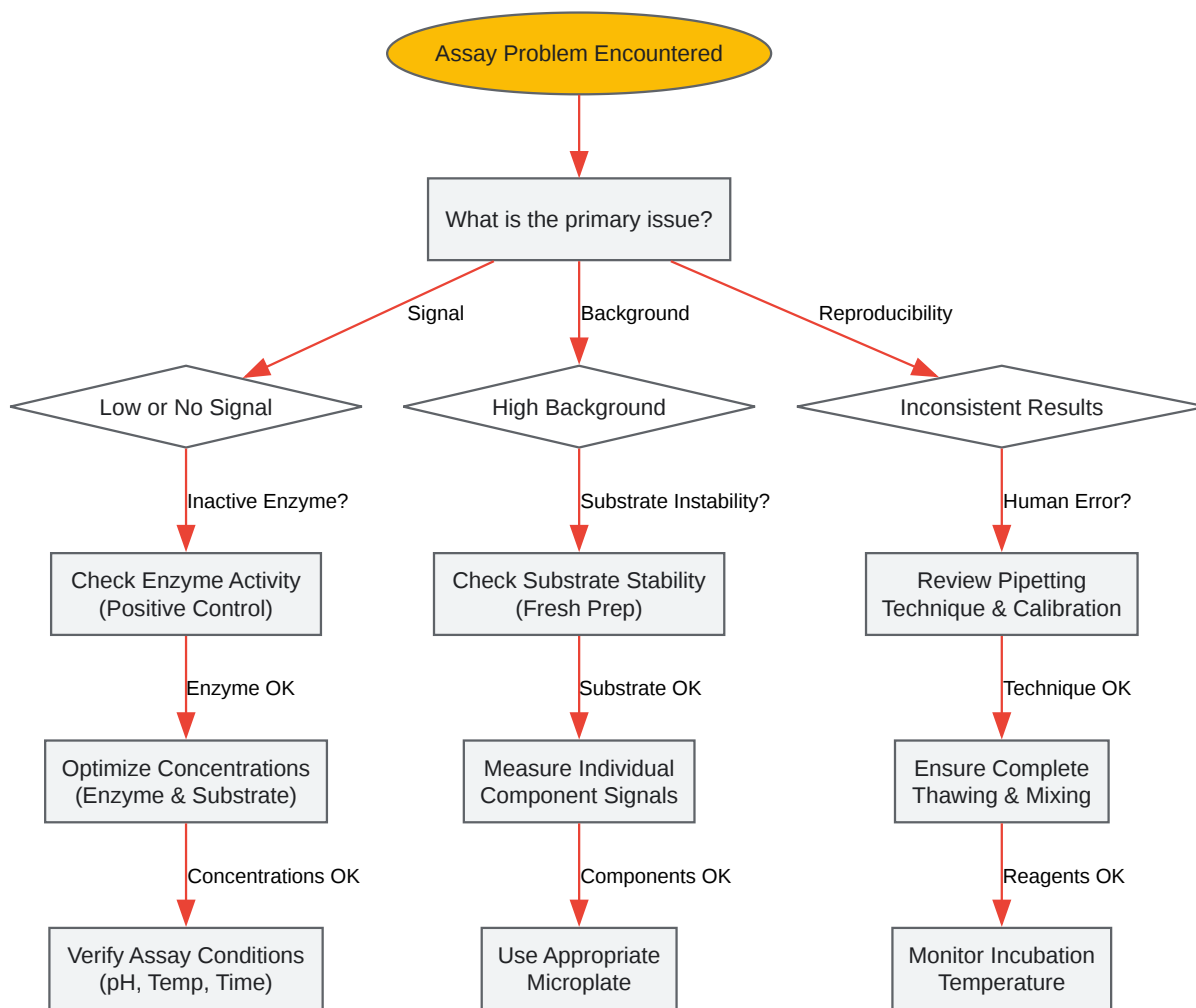 Assay Problem Encountered
What is the primary issue?
Signal
Background
Reproducibility
Low or No Signal
High Background
Inconsistent Results
Inactive Enzyme?
Substrate Instability?
Human Error?
Check Enzyme Activity
(Positive Control)
Check Substrate Stability
(Fresh Prep)
Review Pipetting
Technique & Calibration
Enzyme OK
Substrate OK
Technique OK
Optimize Concentrations
(Enzyme & Substrate)
Measure Individual
Component Signals
Ensure Complete
Thawing & Mixing
Concentrations OK
Components OK
Reagents OK
Verify Assay Conditions
(pH, Temp, Time)
Use Appropriate
Microplate
Monitor Incubation
Temperature